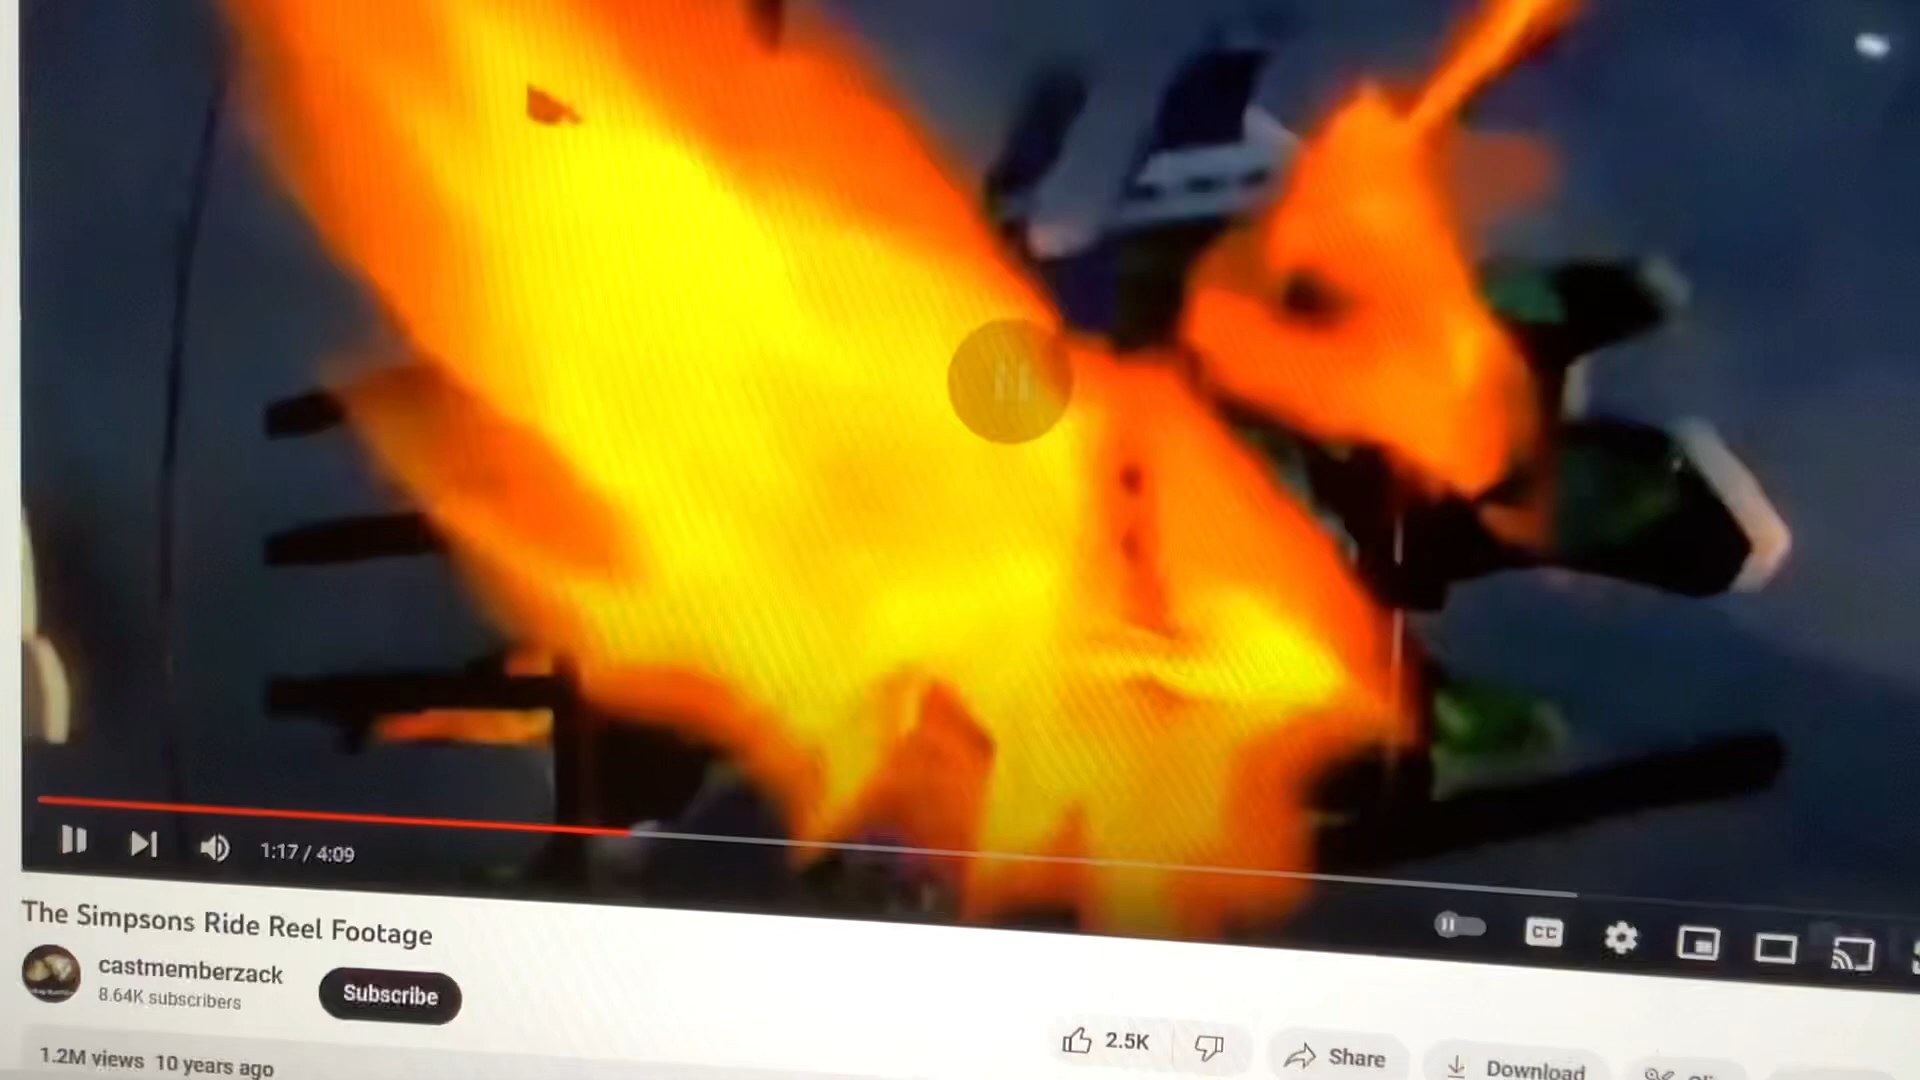 1:17 / 4:09
CC
The Simpsons Ride Reel Footage
castmemberzack
8.64K subscribers
Subscribe
2.5K
Share
Download
1.2M views 10 years ago